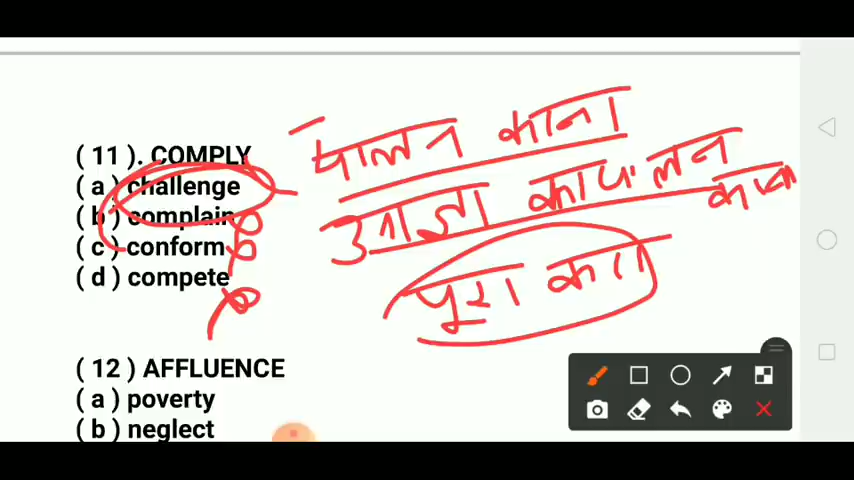 ( 11 ). COMPLY
( a ) challenge
( b ) complain
( c ) conform
( d ) compete
पालन करना।
आज्ञा का पालन करना
पूरा करना
( 12 ) AFFLUENCE
( a ) poverty
( b ) neglect